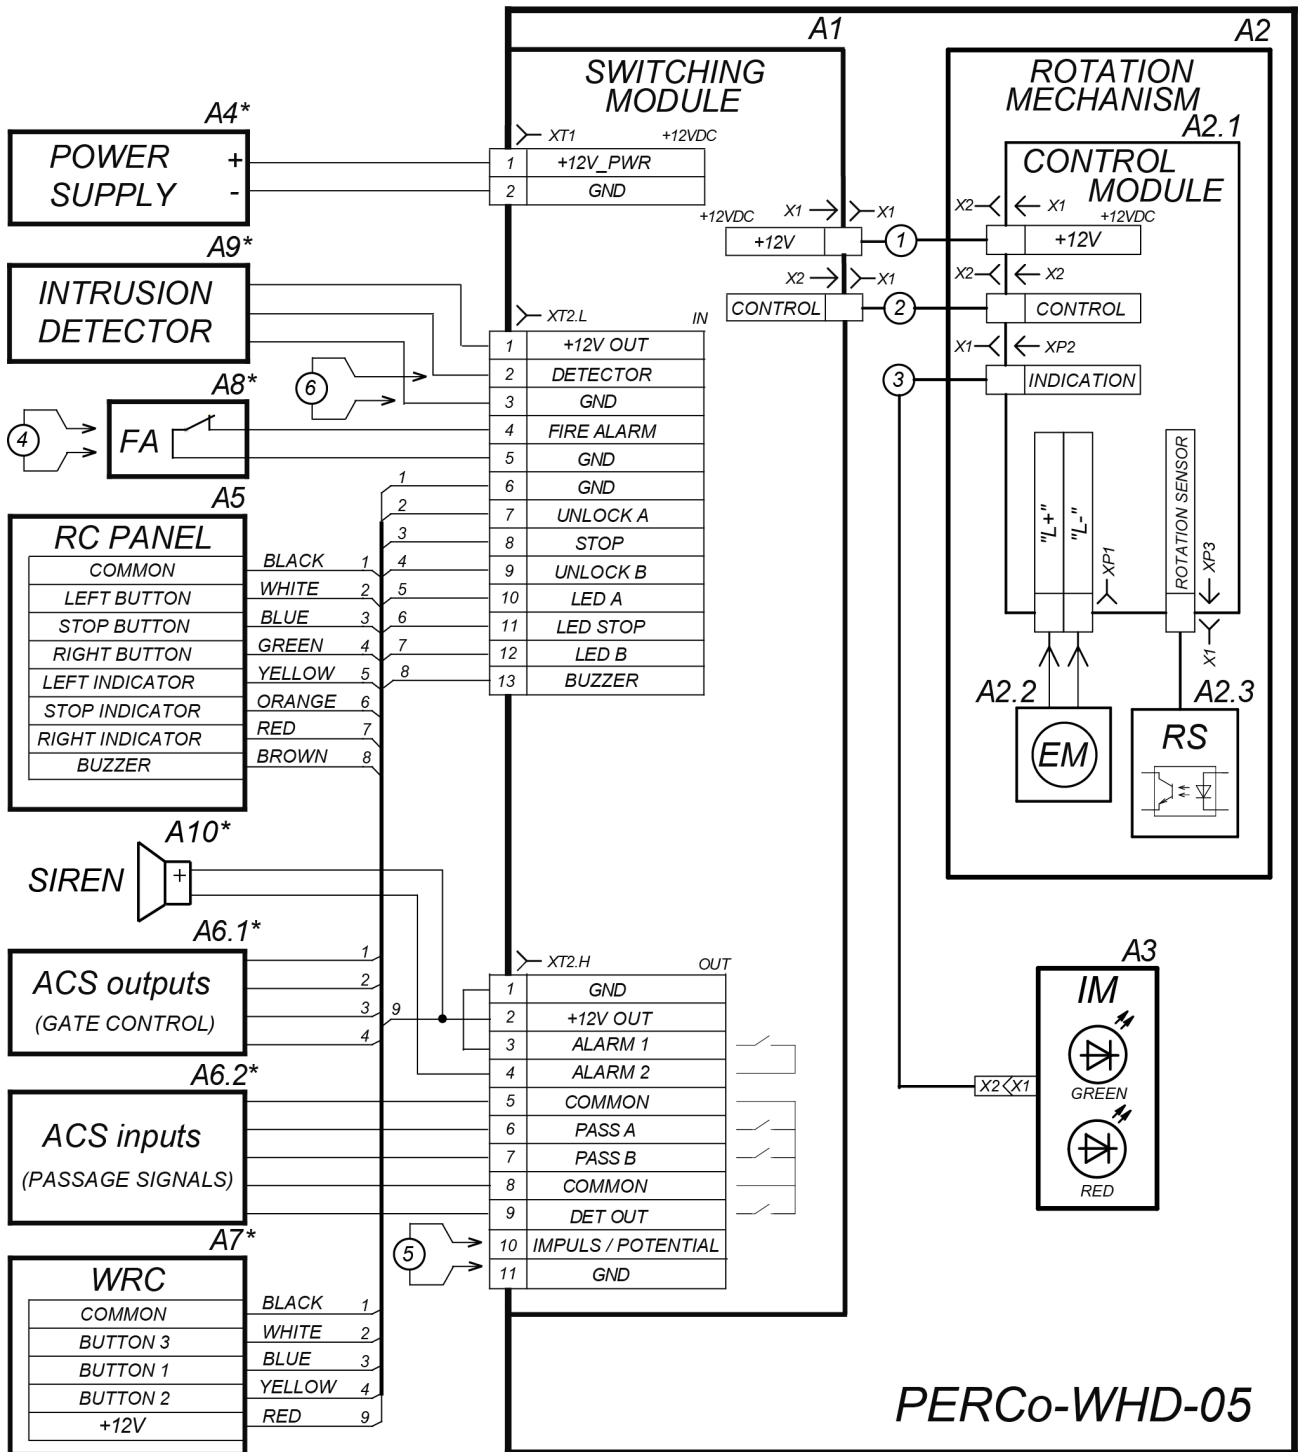 A1
A2
SWITCHING
MODULE
ROTATION
MECHANISM
A2.1
CONTROL
MODULE
A4*
POWER +
SUPPLY -
XT1 +12VDC
1 +12V_PWR
2 GND
+12VDC X1 X1
+12V
1
X2 X1
+12VDC
+12V
X2 X1
CONTROL
2
X2 X2
CONTROL
X1 XP2
3
INDICATION
A9*
INTRUSION
DETECTOR
XT2.L IN
1 +12V OUT
2 DETECTOR
3 GND
4 FIRE ALARM
5 GND
6 GND
7 UNLOCK A
8 STOP
9 UNLOCK B
10 LED A
11 LED STOP
12 LED B
13 BUZZER
6
A8*
4
FA
1
2
3
4
5
6
7
8
A5
RC PANEL
COMMON BLACK 1
LEFT BUTTON WHITE 2
STOP BUTTON BLUE 3
RIGHT BUTTON GREEN 4
LEFT INDICATOR YELLOW 5
STOP INDICATOR ORANGE 6
RIGHT INDICATOR RED 7
BUZZER BROWN 8
"L+"
"L-"
XP1
ROTATION SENSOR
XP3
X1
A2.2
EM
A2.3
RS
A10*
SIREN +
A6.1*
ACS outputs
(GATE CONTROL)
1
2
3
4
9
XT2.H OUT
1 GND
2 +12V OUT
3 ALARM 1
4 ALARM 2
5 COMMON
6 PASS A
7 PASS B
8 COMMON
9 DET OUT
10 IMPULS / POTENTIAL
11 GND
A6.2*
ACS inputs
(PASSAGE SIGNALS)
5
A3
IM
X2 X1
GREEN
RED
A7*
WRC
COMMON BLACK 1
BUTTON 3 WHITE 2
BUTTON 1 BLUE 3
BUTTON 2 YELLOW 4
+12V RED 9
PERCo-WHD-05